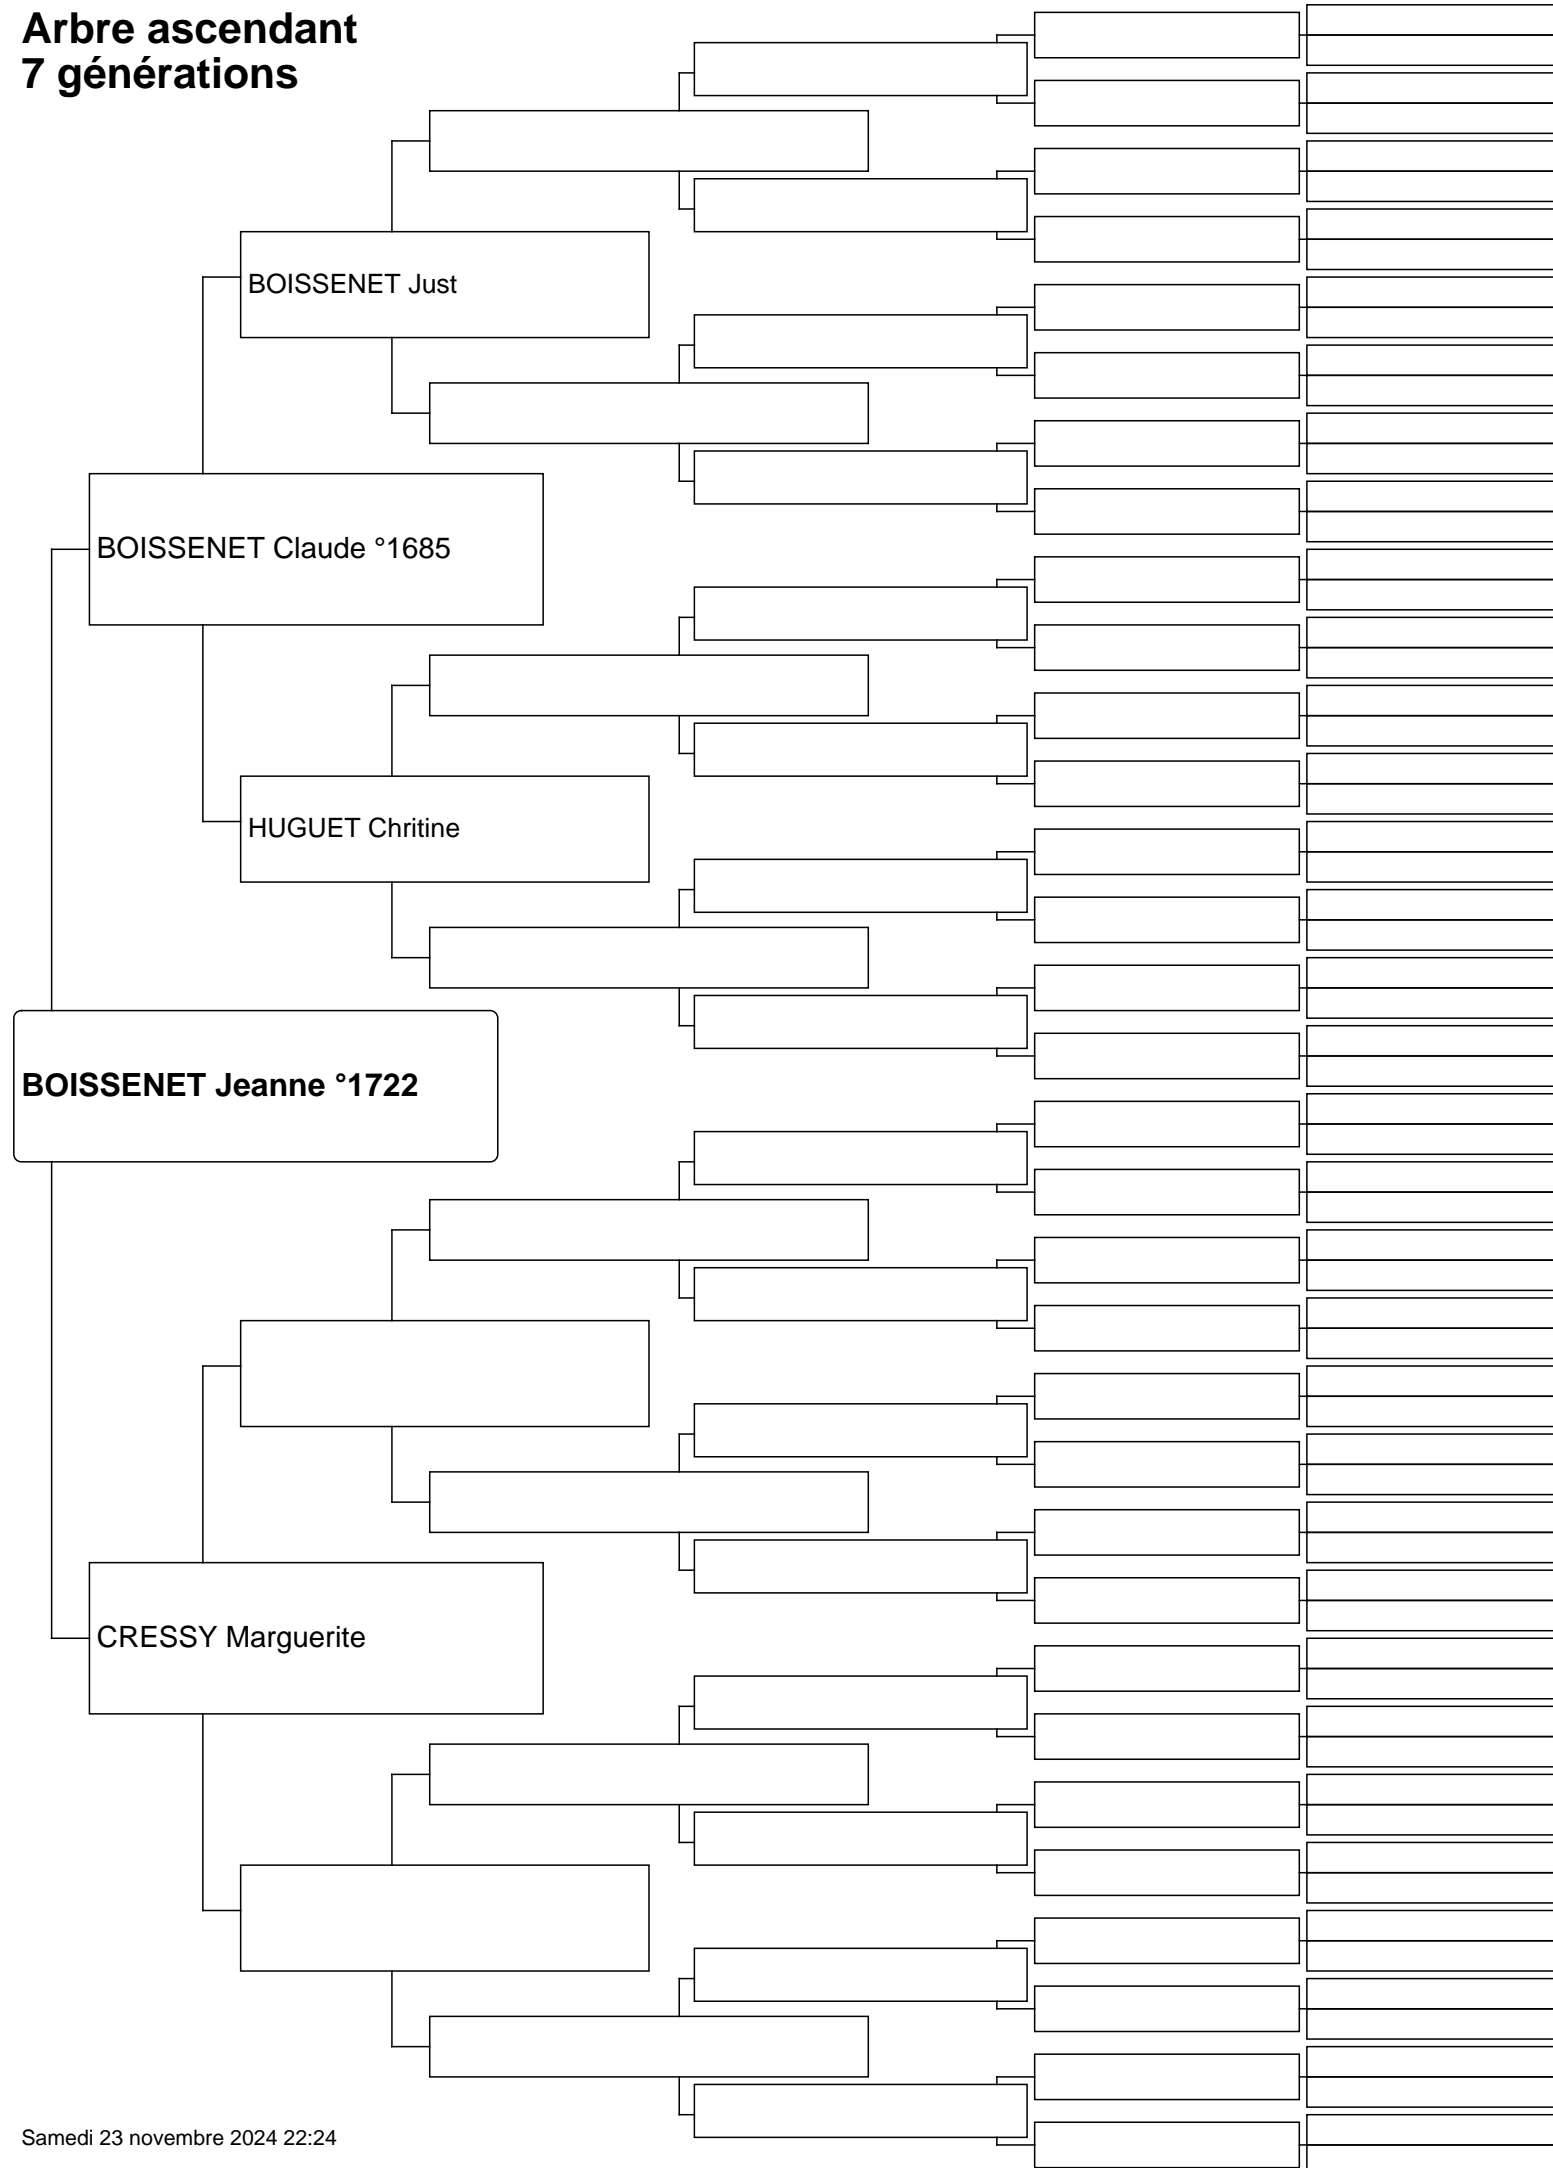 Arbre ascendant
7 générations
BOISSENET Just
BOISSENET Claude °1685
HUGUET Chritine
BOISSENET Jeanne °1722
CRESSY Marguerite
Samedi 23 novembre 2024 22:24